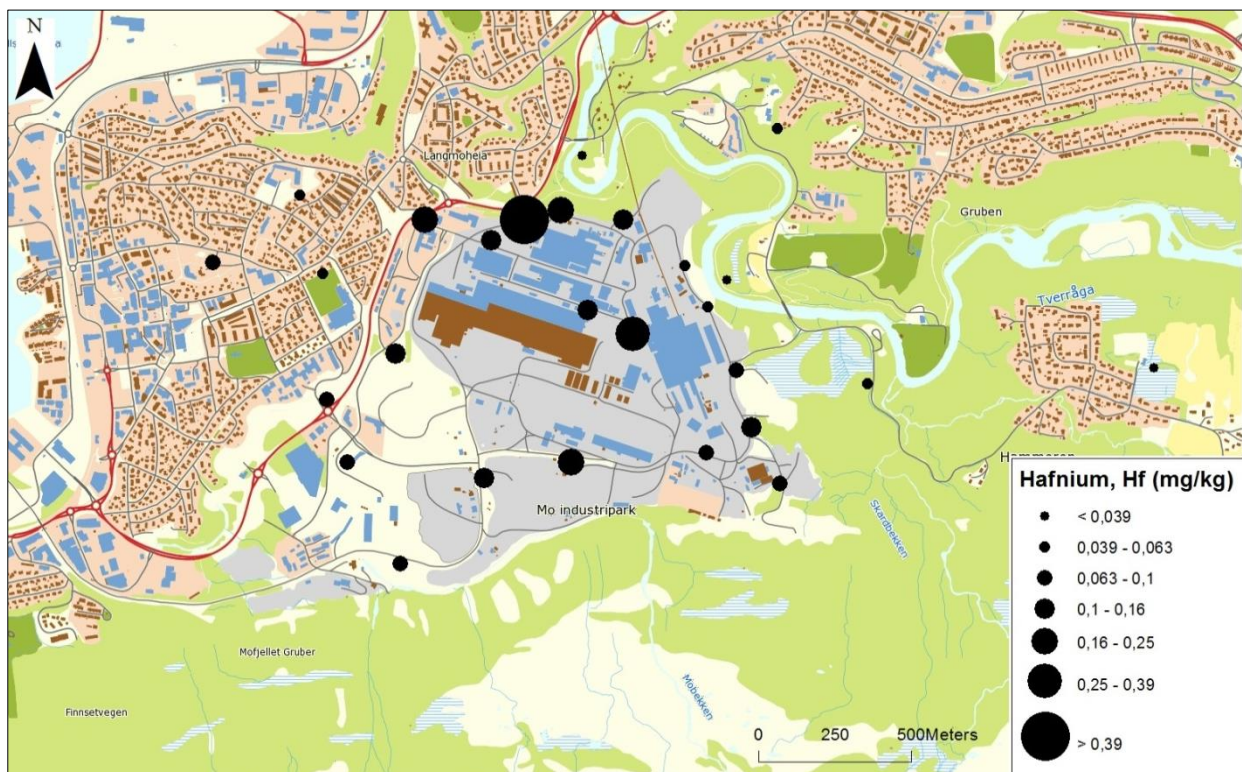 N
Langmoheia
Gruben
Tverråga
Hammeren
Mo industripark
Skardbekken
Mofjellet Gruber
Mobekken
Finnsetvegen
0 250 500Meters
Hafnium, Hf (mg/kg)
< 0,039
0,039 - 0,063
0,063 - 0,1
0,1 - 0,16
0,16 - 0,25
0,25 - 0,39
> 0,39